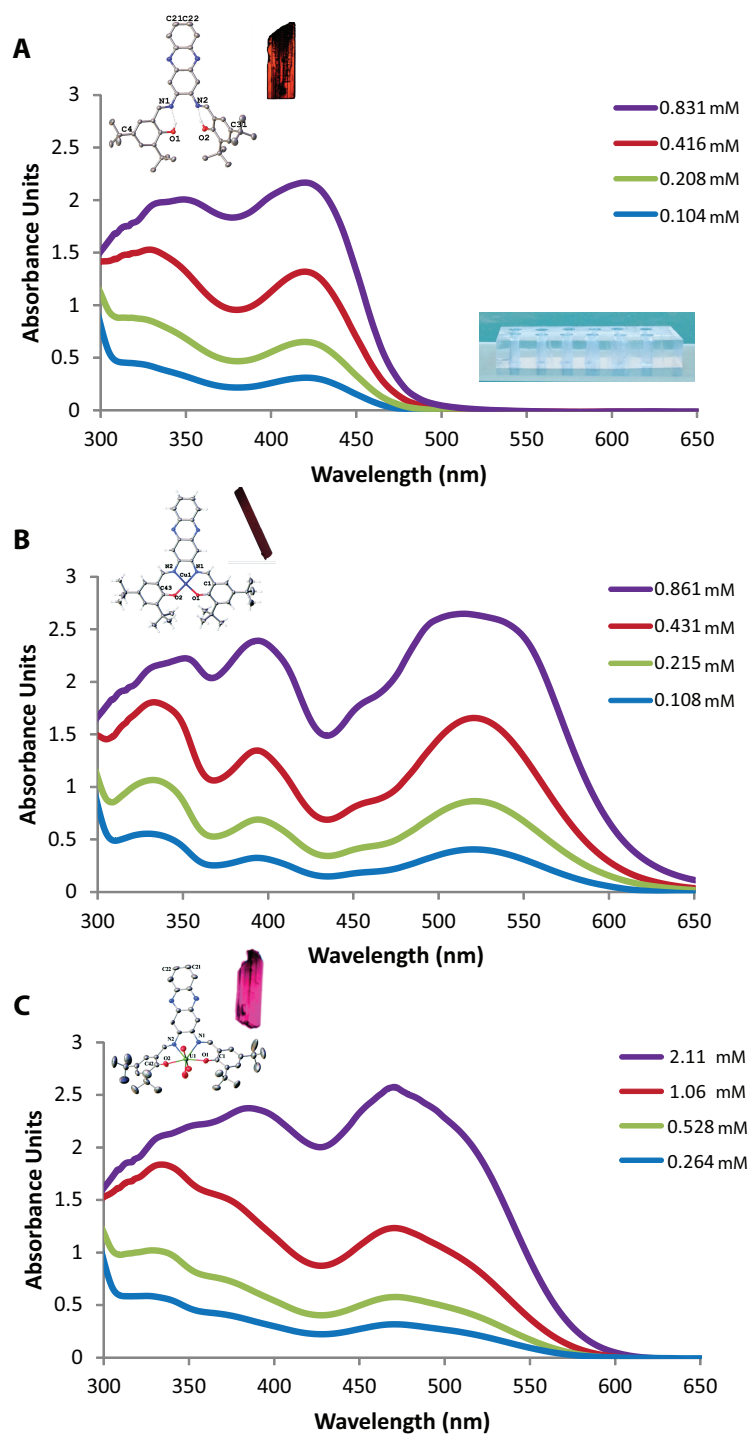 A
C21C22
N1 N2
C4 C31
O1 O2
3
2.5
2
1.5
1
0.5
0
Absorbance Units
0.831 mM
0.416 mM
0.208 mM
0.104 mM
300 350 400 450 500 550 600 650
Wavelength (nm)
B
N2 N1
Cu1
C43 C1
O2 O1
3
2.5
2
1.5
1
0.5
0
Absorbance Units
0.861 mM
0.431 mM
0.215 mM
0.108 mM
300 350 400 450 500 550 600 650
Wavelength (nm)
C
C22 C21
N2 N1
O2 U1 O1 C1
3
2.5
2
1.5
1
0.5
0
Absorbance Units
2.11 mM
1.06 mM
0.528 mM
0.264 mM
300 350 400 450 500 550 600 650
Wavelength (nm)